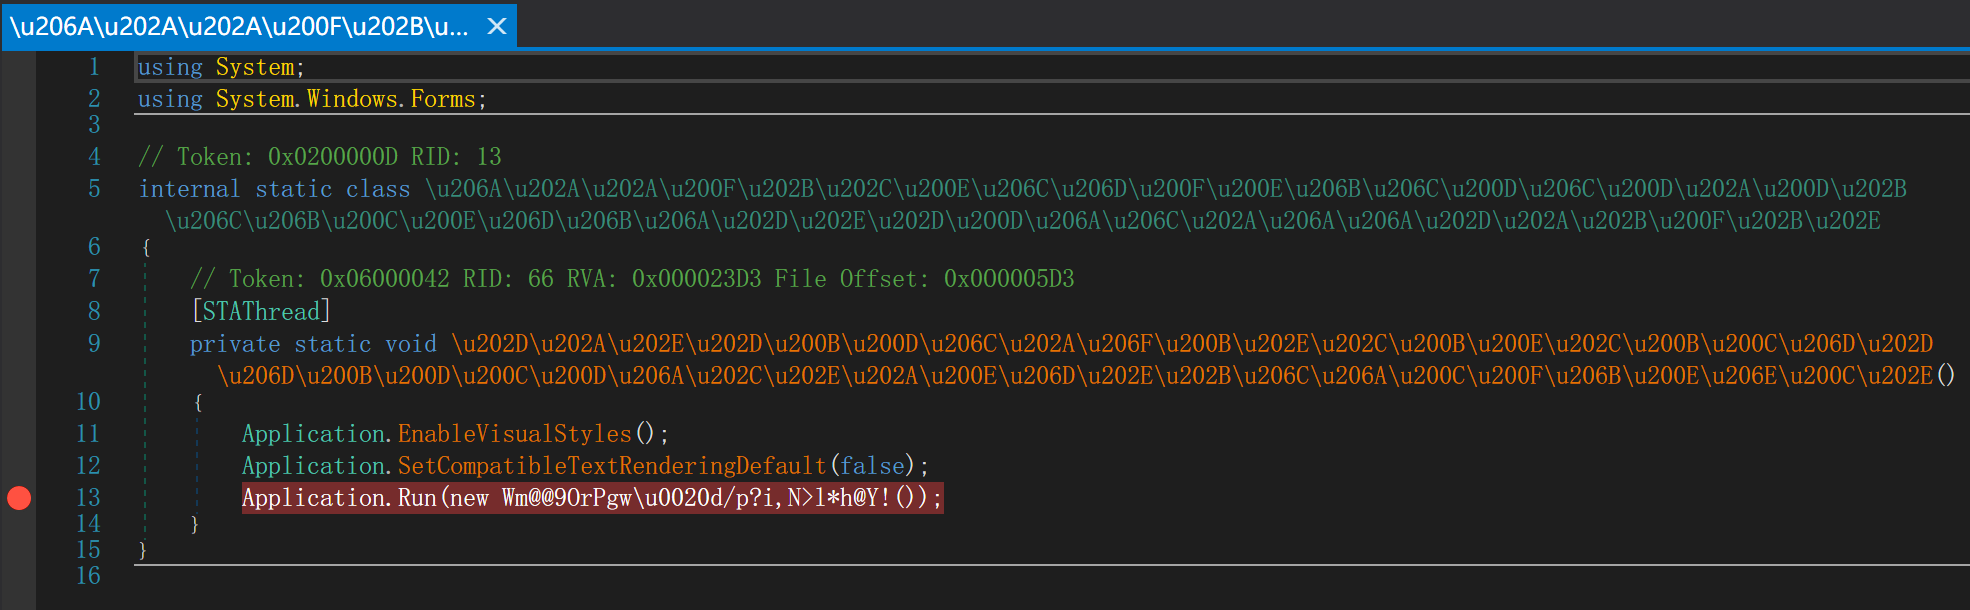 \u206A\u202A\u202A\u200F\u202B\u... ×
1 using System;
2 using System.Windows.Forms;
3
4 // Token: 0x0200000D RID: 13
5 internal static class \u206A\u202A\u202A\u200F\u202B\u202C\u200E\u206C\u206D\u200F\u200E\u206B\u206C\u200D\u206C\u200D\u202A\u200D\u202B
\u206C\u206B\u200C\u200E\u206D\u206B\u206A\u202D\u202E\u202D\u200D\u206A\u206C\u202A\u206A\u206A\u202D\u202A\u202B\u200F\u202B\u202E
6 {
7 // Token: 0x06000042 RID: 66 RVA: 0x000023D3 File Offset: 0x000005D3
8 [STAThread]
9 private static void \u202D\u202A\u202E\u202D\u200B\u200D\u206C\u202A\u206F\u200B\u202E\u202C\u200B\u200E\u202C\u200B\u200C\u206D\u202D
\u206D\u200B\u200D\u200C\u200D\u206A\u202C\u202E\u202A\u200E\u206D\u202E\u202B\u206C\u206A\u200C\u200F\u206B\u200E\u206E\u200C\u202E()
10 {
11 Application.EnableVisualStyles();
12 Application.SetCompatibleTextRenderingDefault(false);
13 Application.Run(new Wm@@9OrPgw\u0020d/p?i,N>l*h@Y!());
14 }
15 }
16